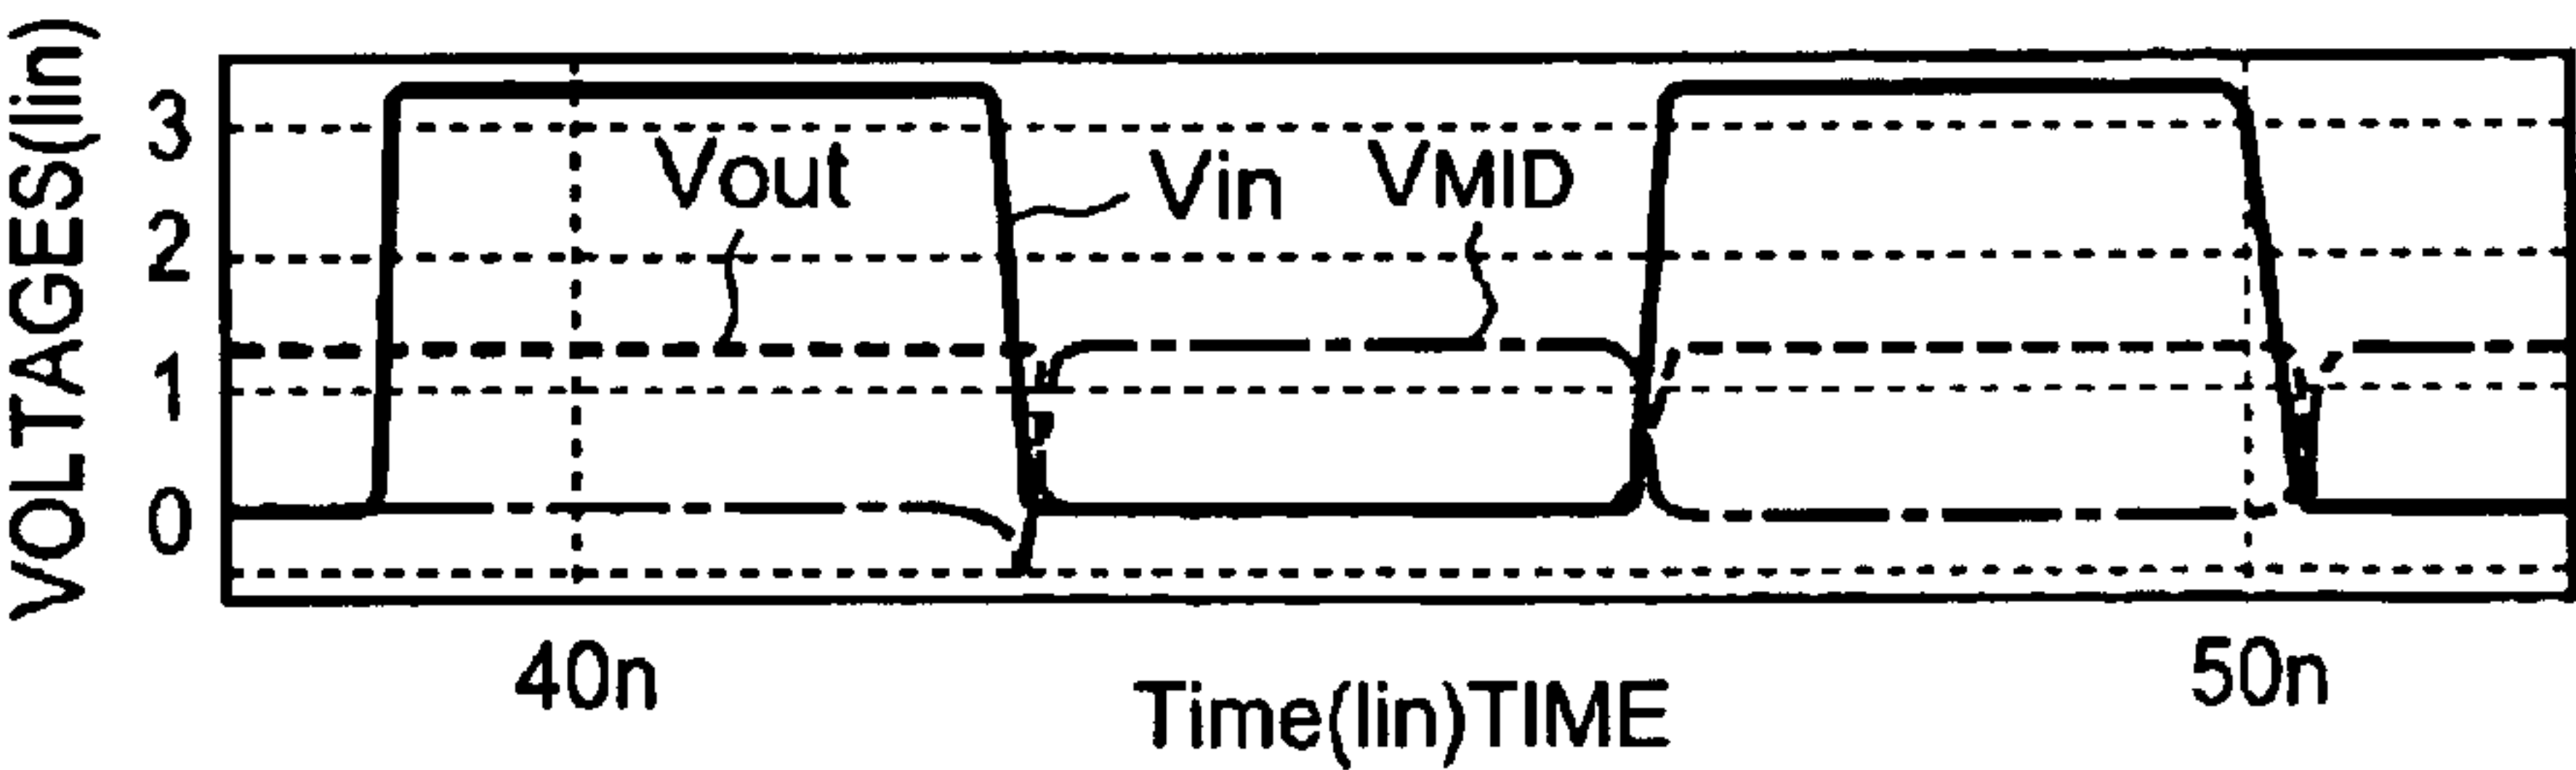 VOLTAGES(lin)
3
2
1
0
Vout
Vin
VMID
40n
50n
Time(lin)TIME